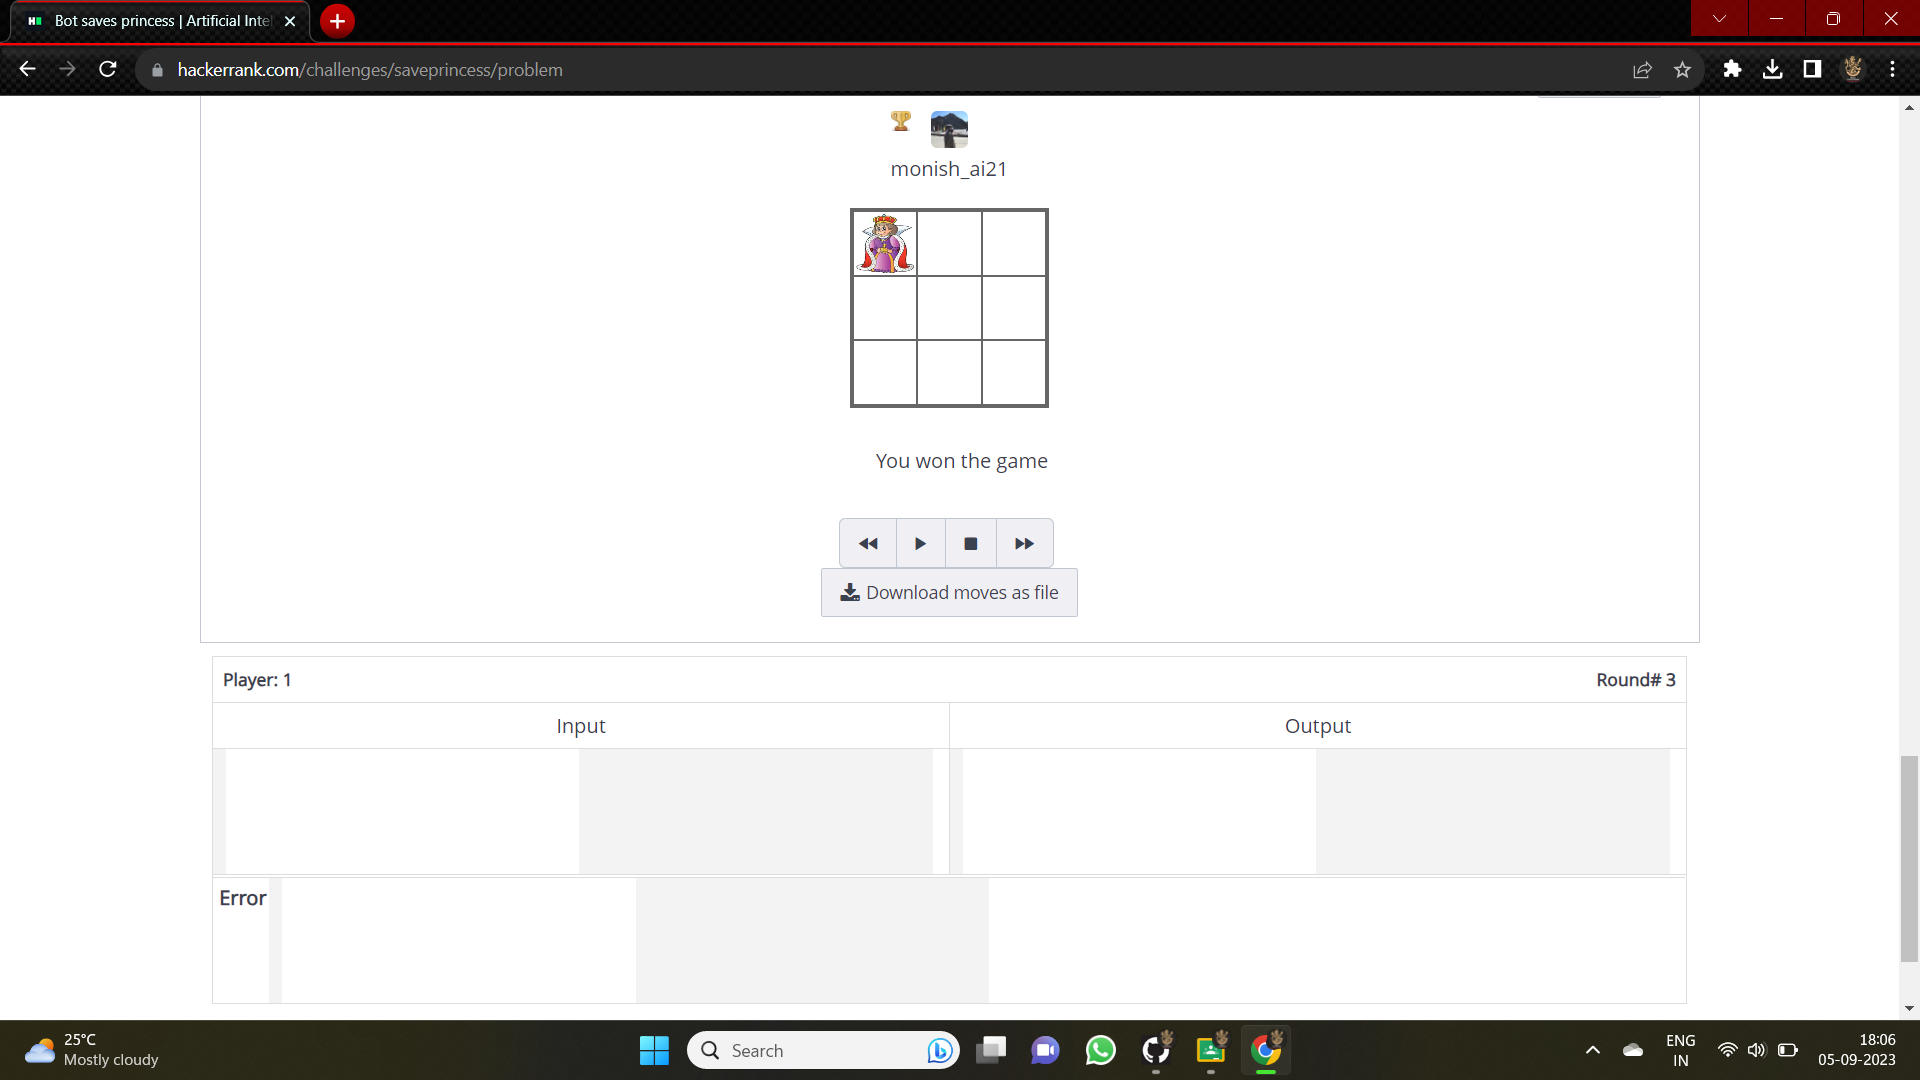 Bot saves princess | Artificial Inte
hackerrank.com/challenges/saveprincess/problem
monish_ai21
You won the game
Download moves as file
Player: 1
Round# 3
Input
Output
Error
25°C
Mostly cloudy
Search
ENG
IN
18:06
05-09-2023